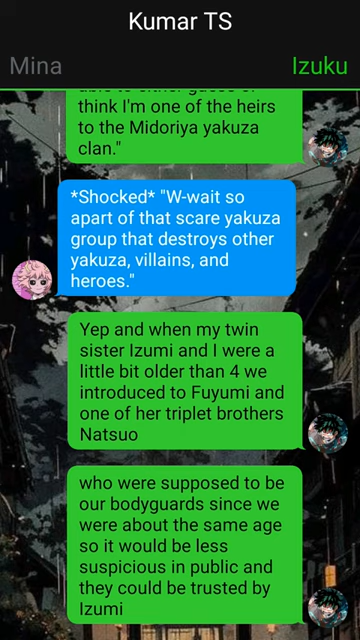 Kumar TS
Mina
Izuku
think I'm one of the heirs
to the Midoriya yakuza
clan."
*Shocked* "W-wait so
apart of that scare yakuza
group that destroys other
yakuza, villains, and
heroes."
Yep and when my twin
sister Izumi and I were a
little bit older than 4 we
introduced to Fuyumi and
one of her triplet brothers
Natsuo
who were supposed to be
our bodyguards since we
were about the same age
so it would be less
suspicious in public and
they could be trusted by
Izumi